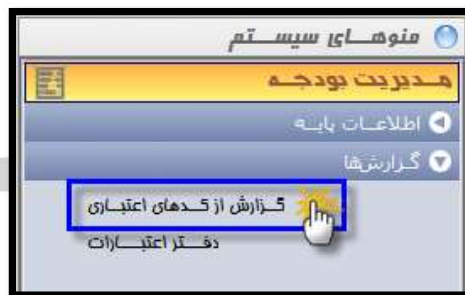 منوهای سیستم
مدیریت بودجه
اطلاعات پایه
گزارش‌ها
گزارش از کدهای اعتباری
دفتر اعتبارات